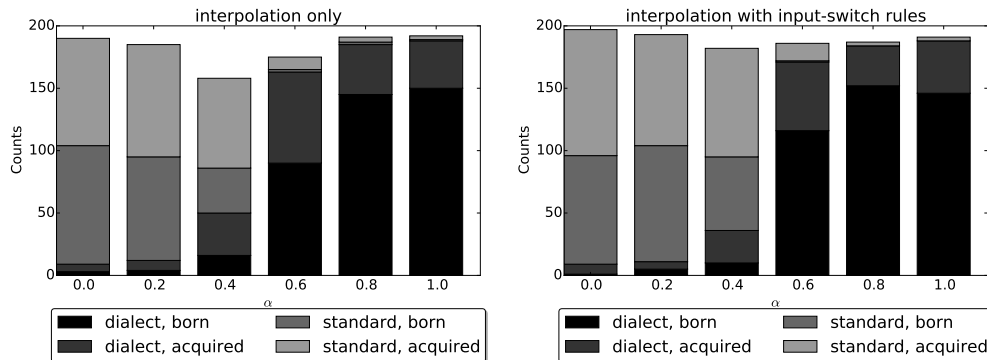 interpolation only
200
150
100
50
0
Counts
0.0 0.2 0.4 0.6 0.8 1.0
α
dialect, born standard, born
dialect, acquired standard, acquired
interpolation with input-switch rules
200
150
100
50
0
Counts
0.0 0.2 0.4 0.6 0.8 1.0
α
dialect, born standard, born
dialect, acquired standard, acquired